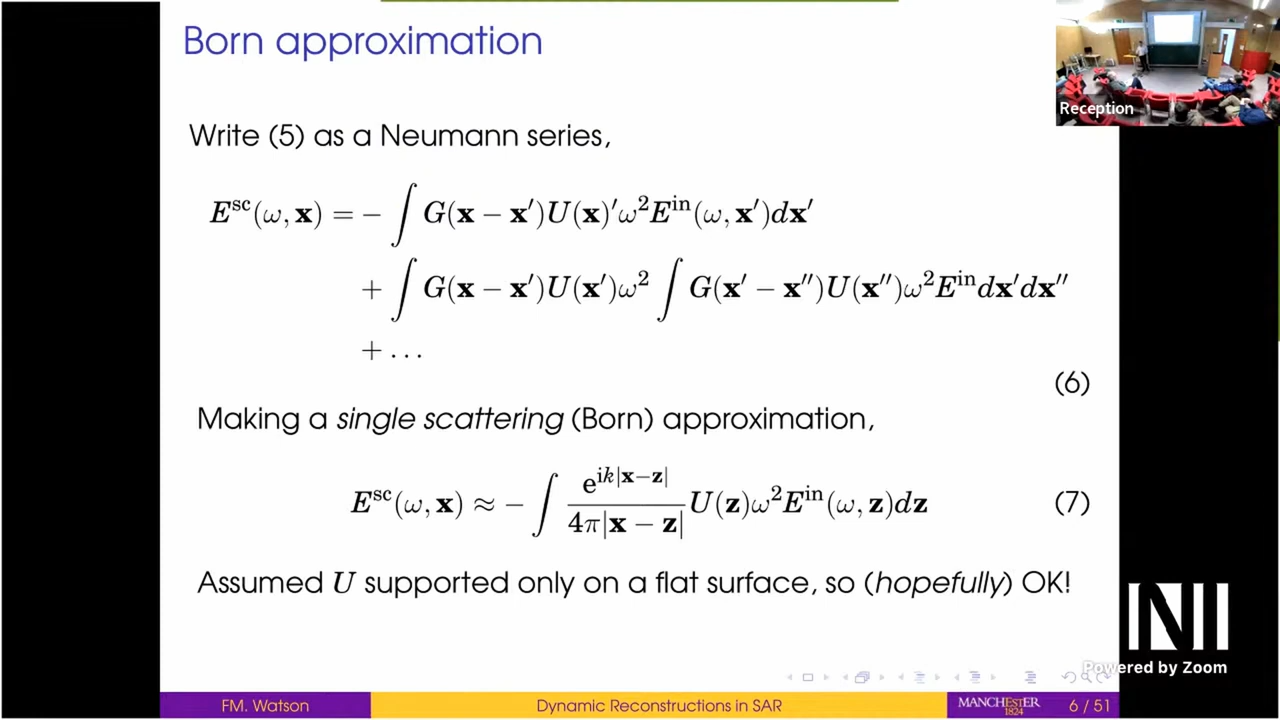 Born approximation
Reception
Write (5) as a Neumann series,
E^sc(ω, x) = − ∫ G(x − x′)U(x)′ω²E^in(ω, x′)dx′
+ ∫ G(x − x′)U(x′)ω² ∫ G(x′ − x″)U(x″)ω²E^in dx′dx″
+ …
(6)
Making a single scattering (Born) approximation,
E^sc(ω, x) ≈ − ∫ e^{ik|x−z|} / 4π|x − z| U(z)ω²E^in(ω, z)dz (7)
Assumed U supported only on a flat surface, so (hopefully) OK!
Powered by Zoom
FM. Watson Dynamic Reconstructions in SAR MANCHESTER 1824 6 / 51